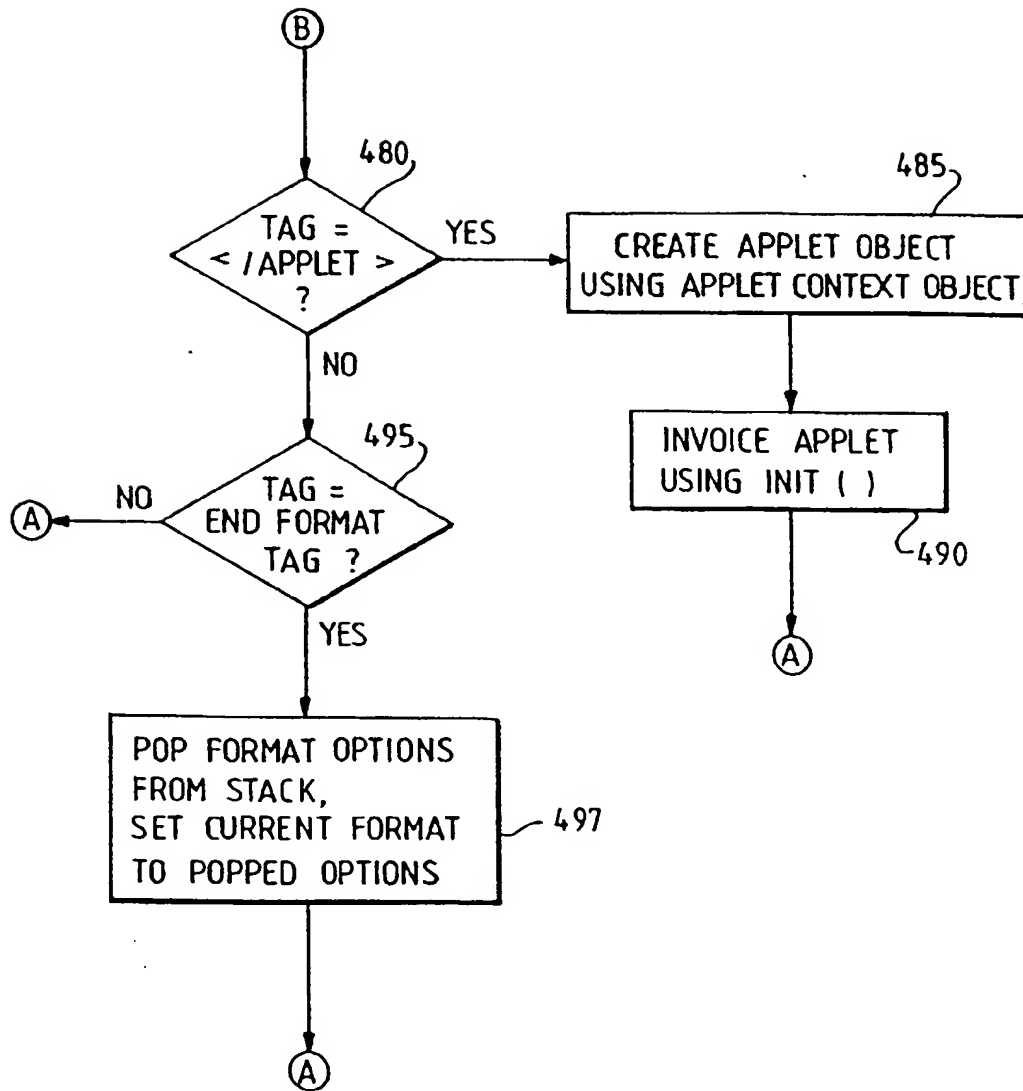 B
480
TAG =
< /APPLET >
?
YES
485
CREATE APPLET OBJECT
USING APPLET CONTEXT OBJECT
NO
INVOICE APPLET
USING INIT ( )
490
A
495
TAG =
END FORMAT
TAG ?
NO
A
YES
POP FORMAT OPTIONS
FROM STACK,
SET CURRENT FORMAT
TO POPPED OPTIONS
497
A